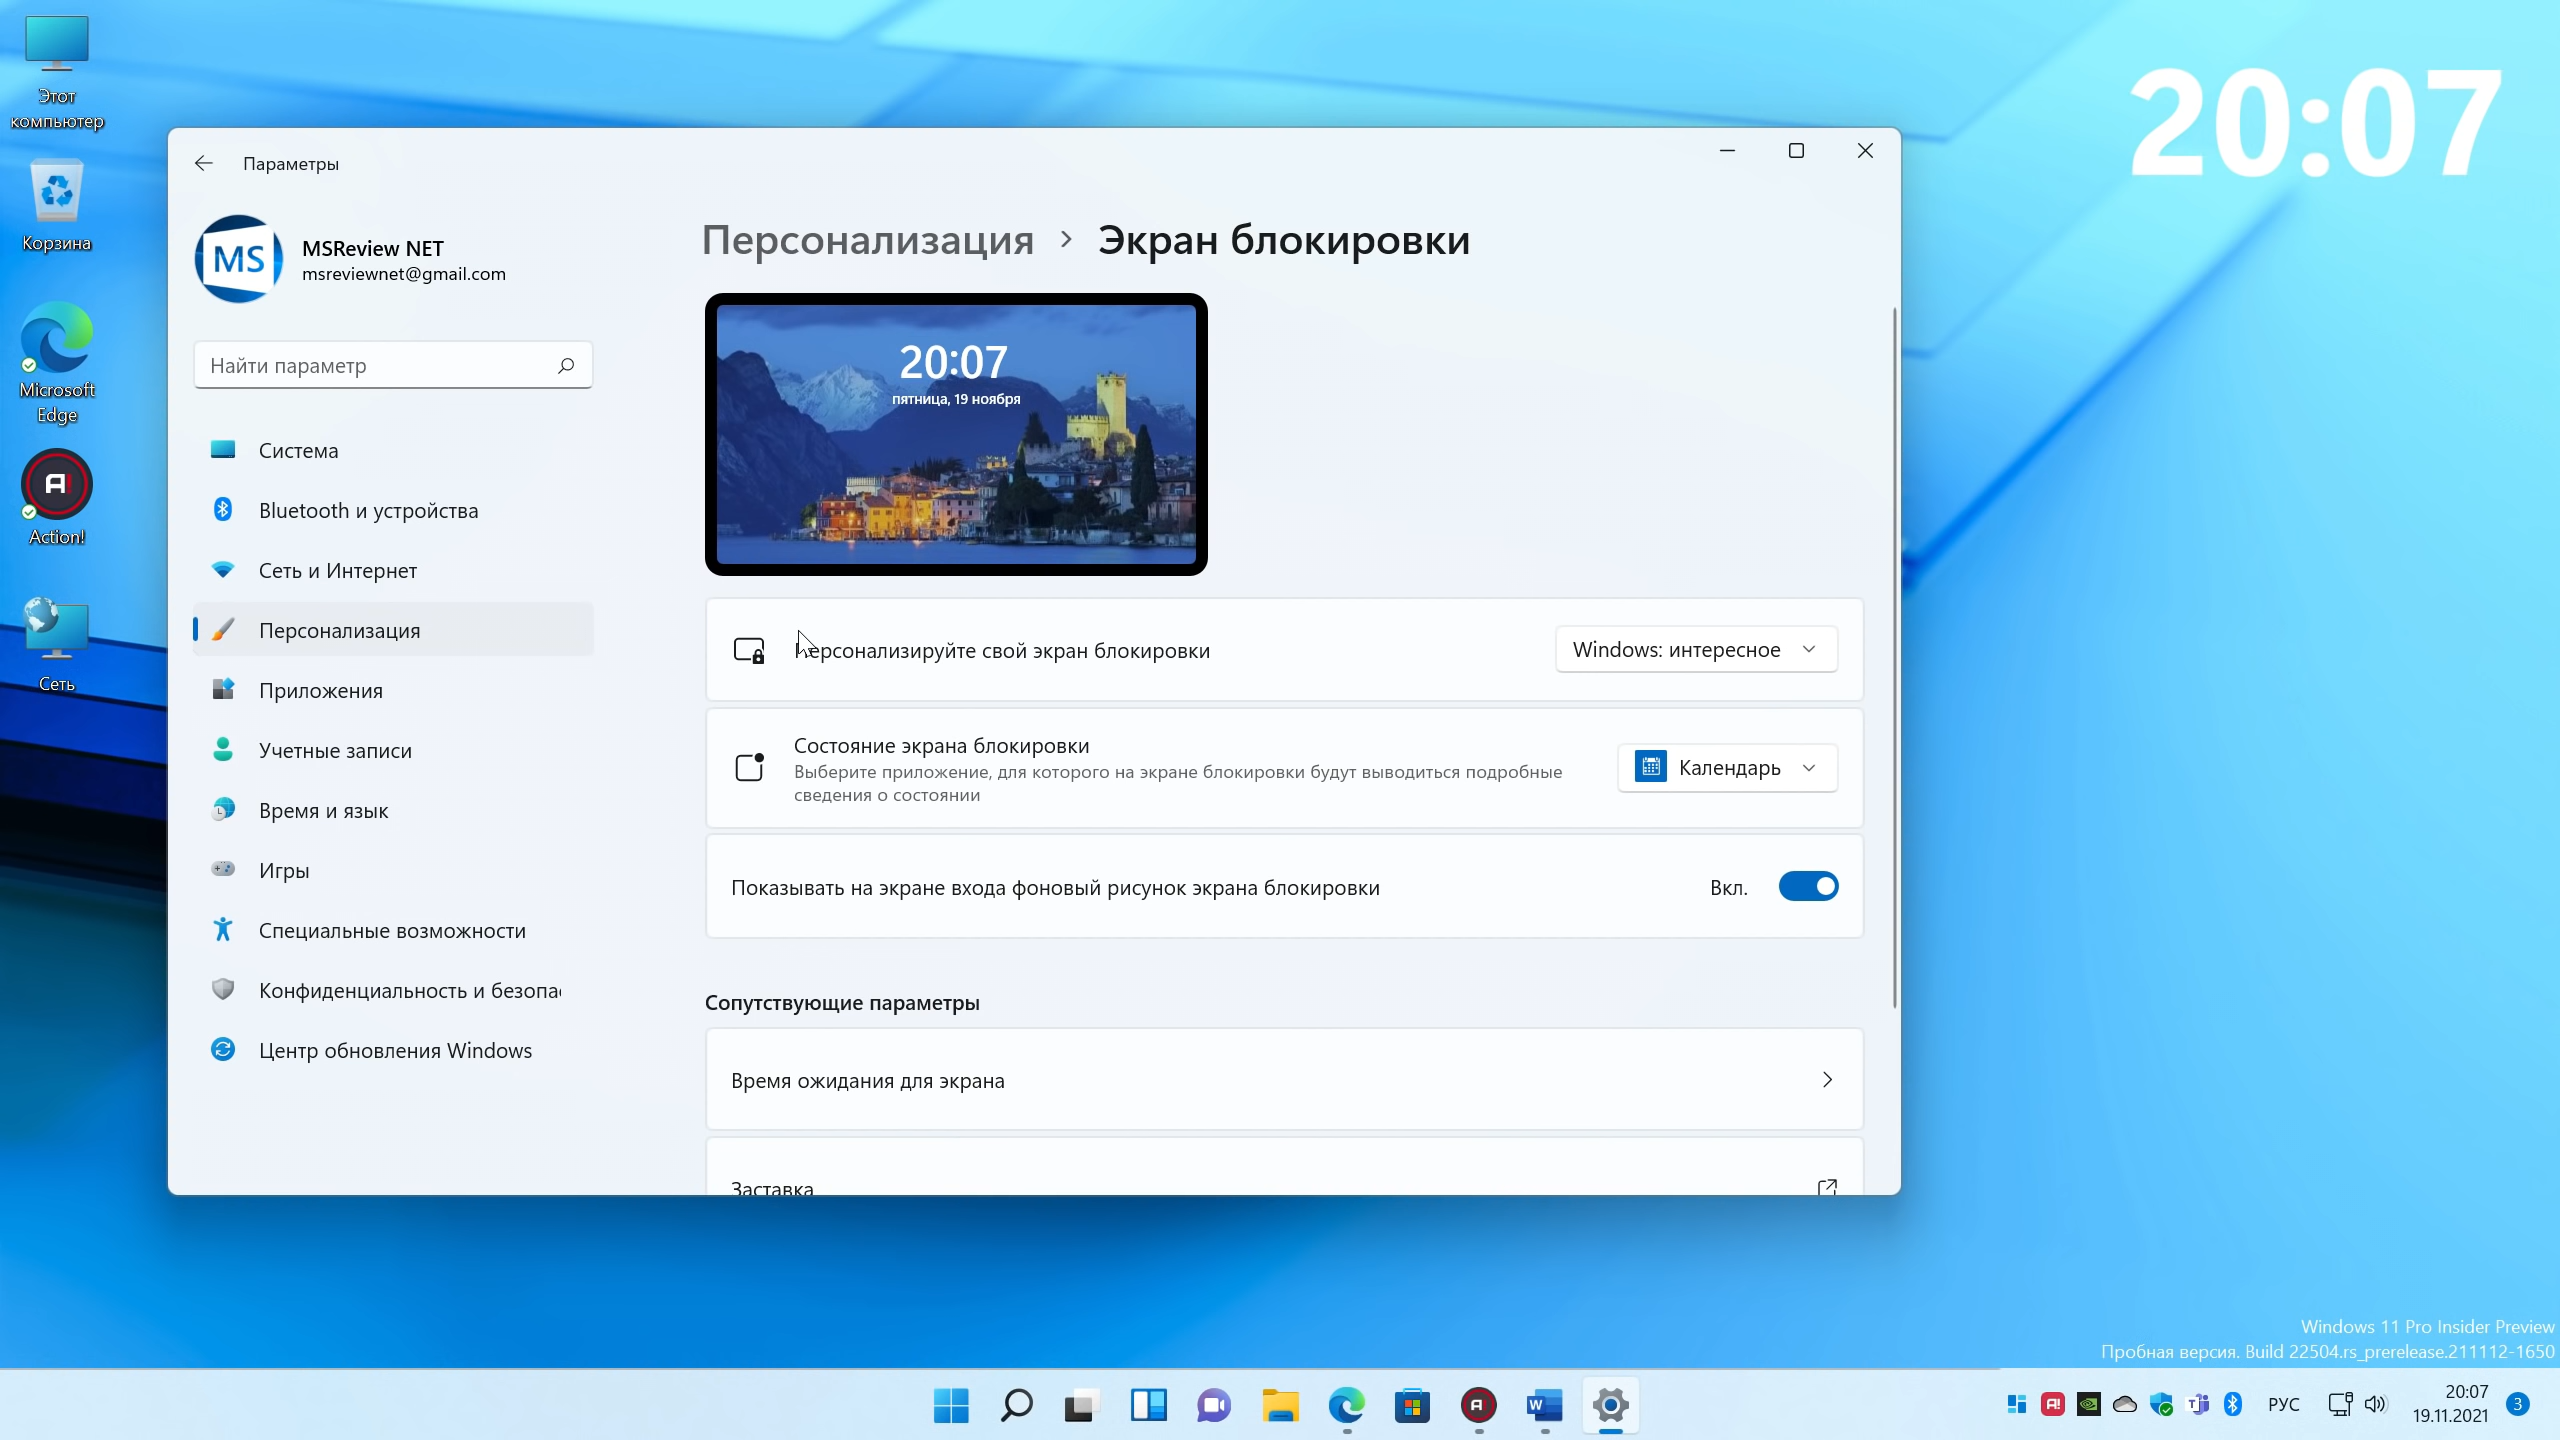 Этот
компьютер
Корзина
Microsoft
Edge
A!
Action!
Сеть
20:07
Параметры
MS
MSReview NET
msreviewnet@gmail.com
Найти параметр
Система
Bluetooth и устройства
Сеть и Интернет
Персонализация
Приложения
Учетные записи
Время и язык
Игры
Специальные возможности
Конфиденциальность и безопа
Центр обновления Windows
Персонализация > Экран блокировки
20:07
пятница, 19 ноября
Персонализируйте свой экран блокировки
Windows: интересное
Состояние экрана блокировки
Выберите приложение, для которого на экране блокировки будут выводиться подробные
сведения о состоянии
Календарь
Показывать на экране входа фоновый рисунок экрана блокировки
Вкл.
Сопутствующие параметры
Время ожидания для экрана
Заставка
Windows 11 Pro Insider Preview
Пробная версия. Build 22504.rs_prerelease.211112-1650
РУС
20:07
19.11.2021
3